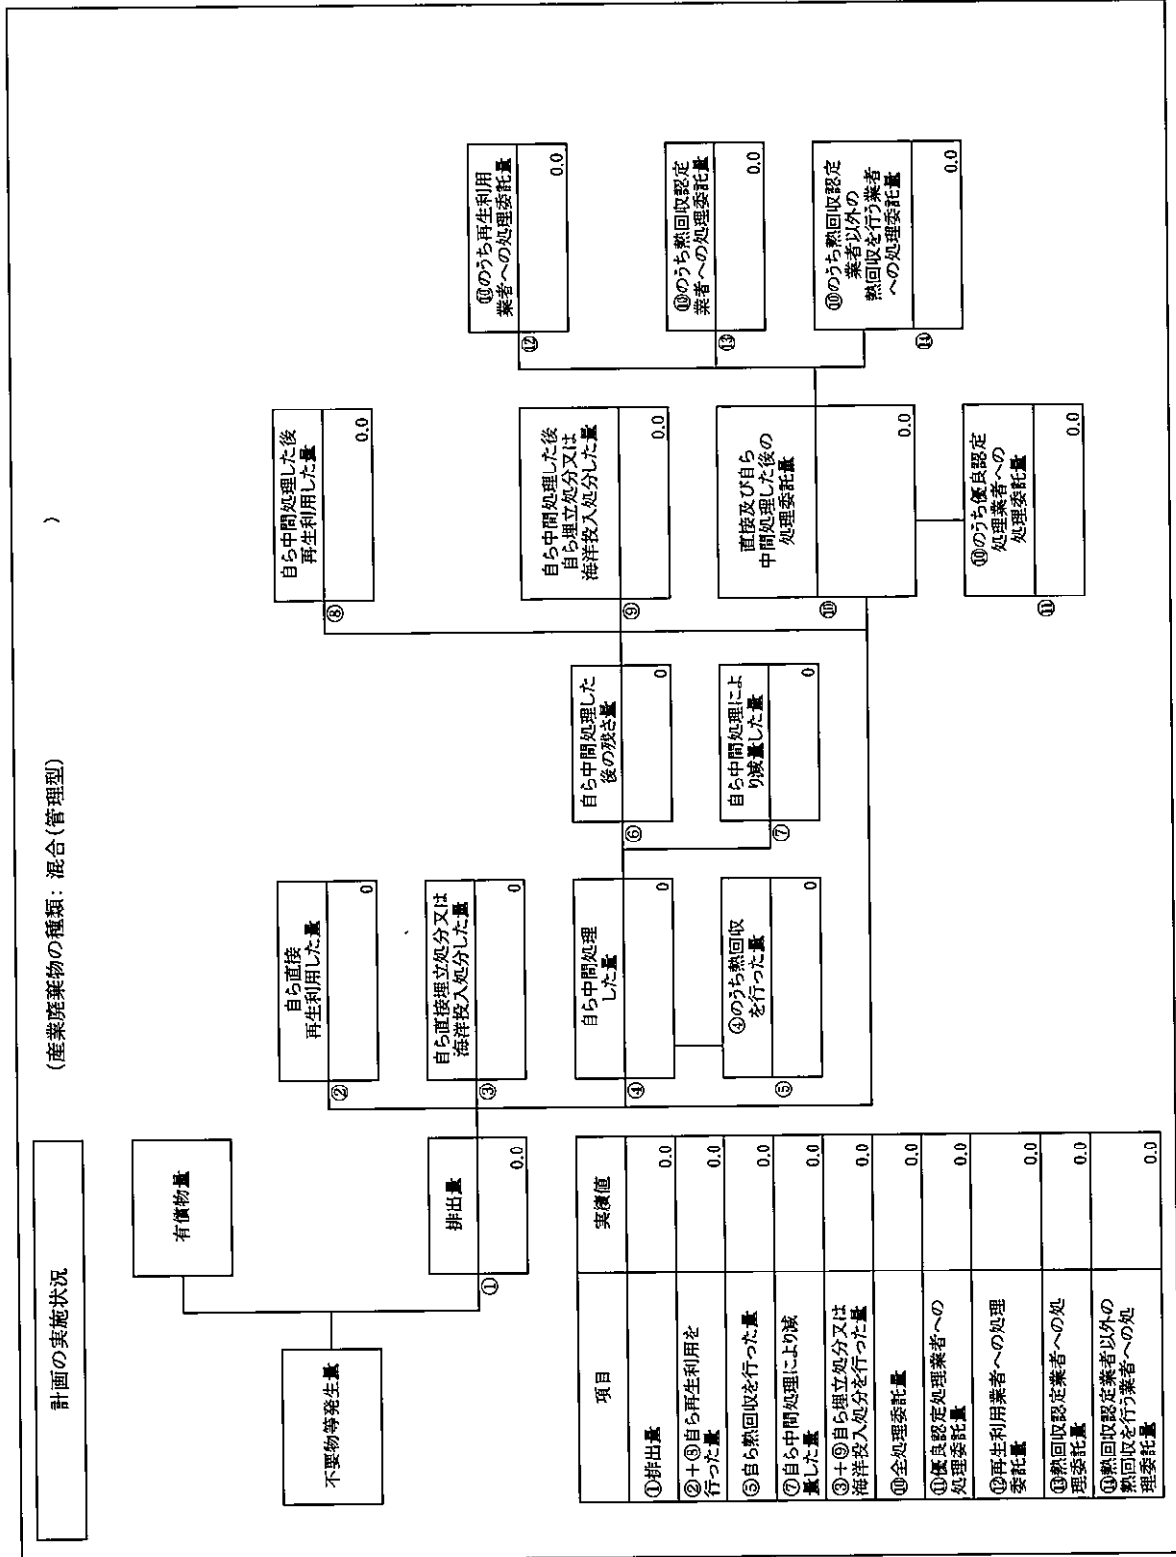 計画の実施状況
(産業廃棄物の種類: 混合(管理型)
)
不要物等発生量
有償物量
排出量
①
0.0
自ら直接
再生利用した量
②
0
自ら直接埋立処分又は
海洋投入処分した量
③
0
自ら中間処理
した量
④
0
④のうち熱回収
を行った量
⑤
0
自ら中間処理した
後の残さ量
⑥
0
自ら中間処理によ
り減量した量
⑦
0
自ら中間処理した後
再生利用した量
⑧
0.0
自ら中間処理した後
自ら埋立処分又は
海洋投入処分した量
⑨
0.0
直接及び自ら
中間処理した後の
処理委託量
⑩
0.0
⑩のうち優良認定
処理業者への
処理委託量
⑪
0.0
⑩のうち再生利用
業者への処理委託量
⑫
0.0
⑩のうち熱回収認定
業者への処理委託量
⑬
0.0
⑩のうち熱回収認定
業者以外の
熱回収を行う業者
への処理委託量
⑭
0.0
項目 実績値
①排出量 0.0
②+⑧自ら再生利用を
行った量 0.0
⑤自ら熱回収を行った量 0.0
⑦自ら中間処理により減
量した量 0.0
③+⑨自ら埋立処分又は
海洋投入処分を行った量 0.0
⑩全処理委託量 0.0
⑪優良認定処理業者への
処理委託量 0.0
⑫再生利用業者への処理
委託量 0.0
⑬熱回収認定業者への処
理委託量 0.0
⑭熱回収認定業者以外の
熱回収を行う業者への処
理委託量 0.0